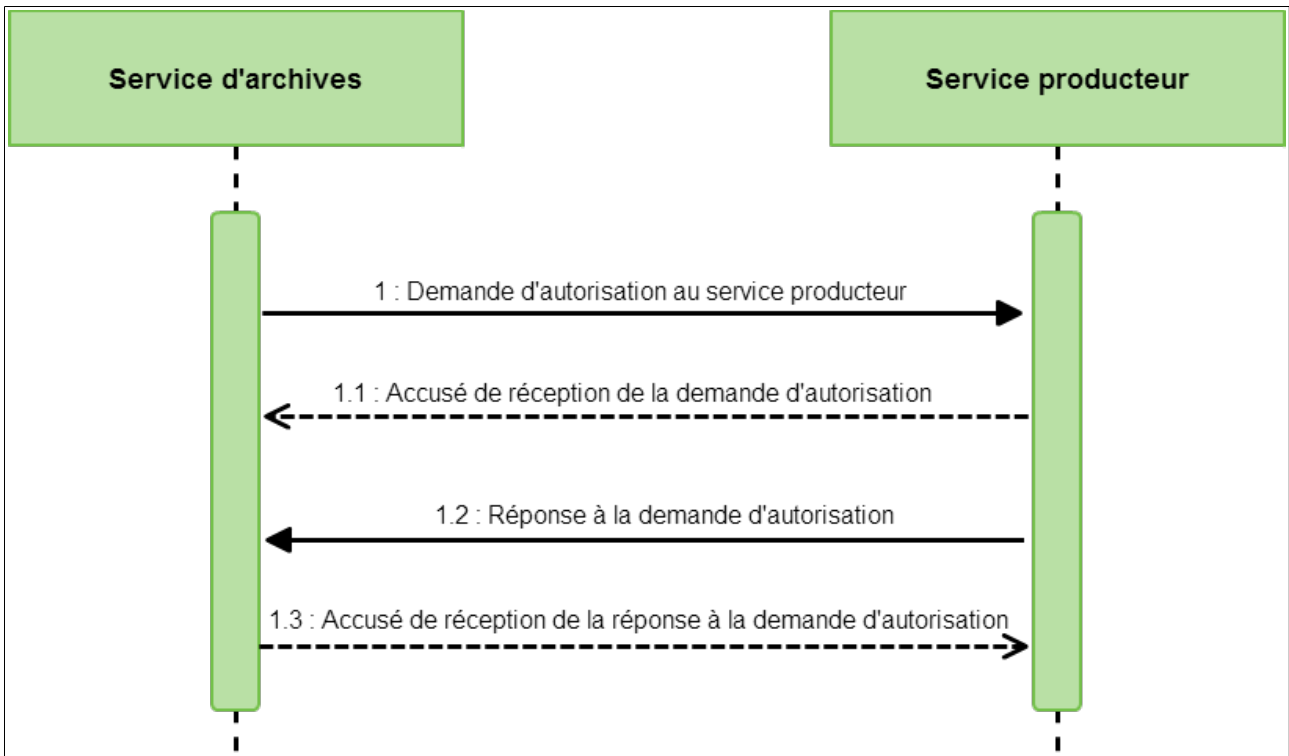 Service d'archives
Service producteur
1 : Demande d'autorisation au service producteur
1.1 : Accusé de réception de la demande d'autorisation
1.2 : Réponse à la demande d'autorisation
1.3 : Accusé de réception de la réponse à la demande d'autorisation